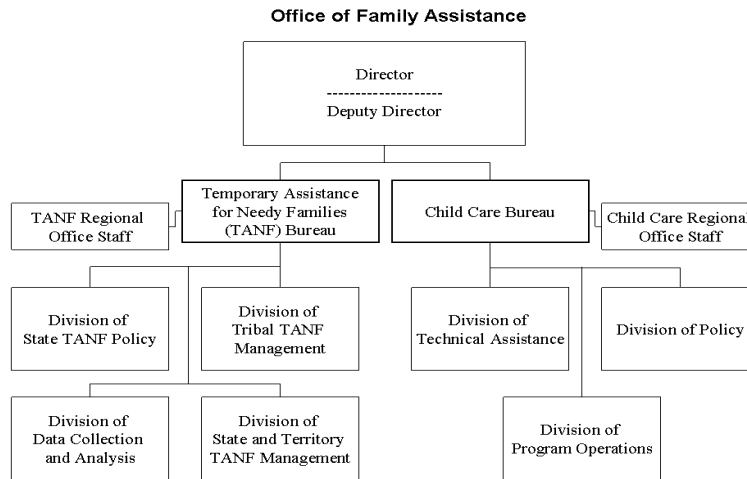 Office of Family Assistance
Director
--------------------
Deputy Director
Temporary Assistance
for Needy Families
(TANF) Bureau
Child Care Bureau
TANF Regional
Office Staff
Child Care Regional
Office Staff
Division of
State TANF Policy
Division of
Tribal TANF
Management
Division of
Technical Assistance
Division of Policy
Division of
Data Collection
and Analysis
Division of
State and Territory
TANF Management
Division of
Program Operations